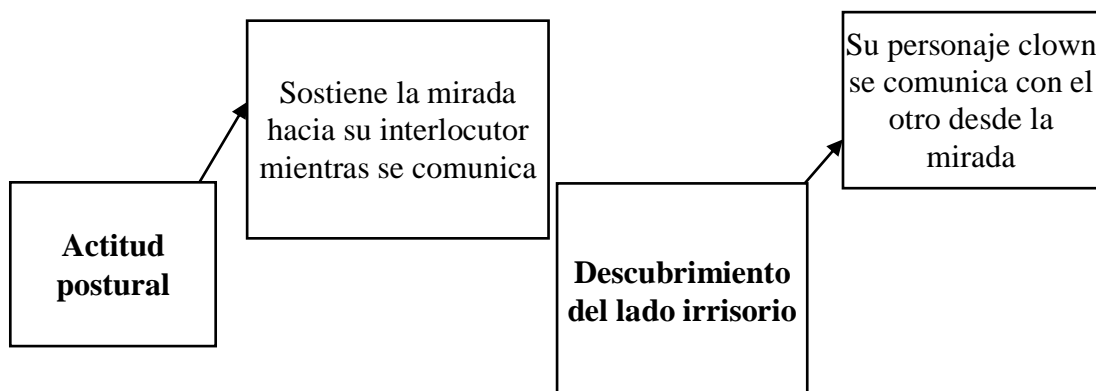 Sostiene la mirada
hacia su interlocutor
mientras se comunica
Actitud
postural
Su personaje clown
se comunica con el
otro desde la
mirada
Descubrimiento
del lado irrisorio